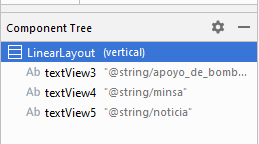 Component Tree
LinearLayout (vertical)
Ab textView3 "@string/apoyo_de_bomb...
Ab textView4 "@string/minsa"
Ab textView5 "@string/noticia"